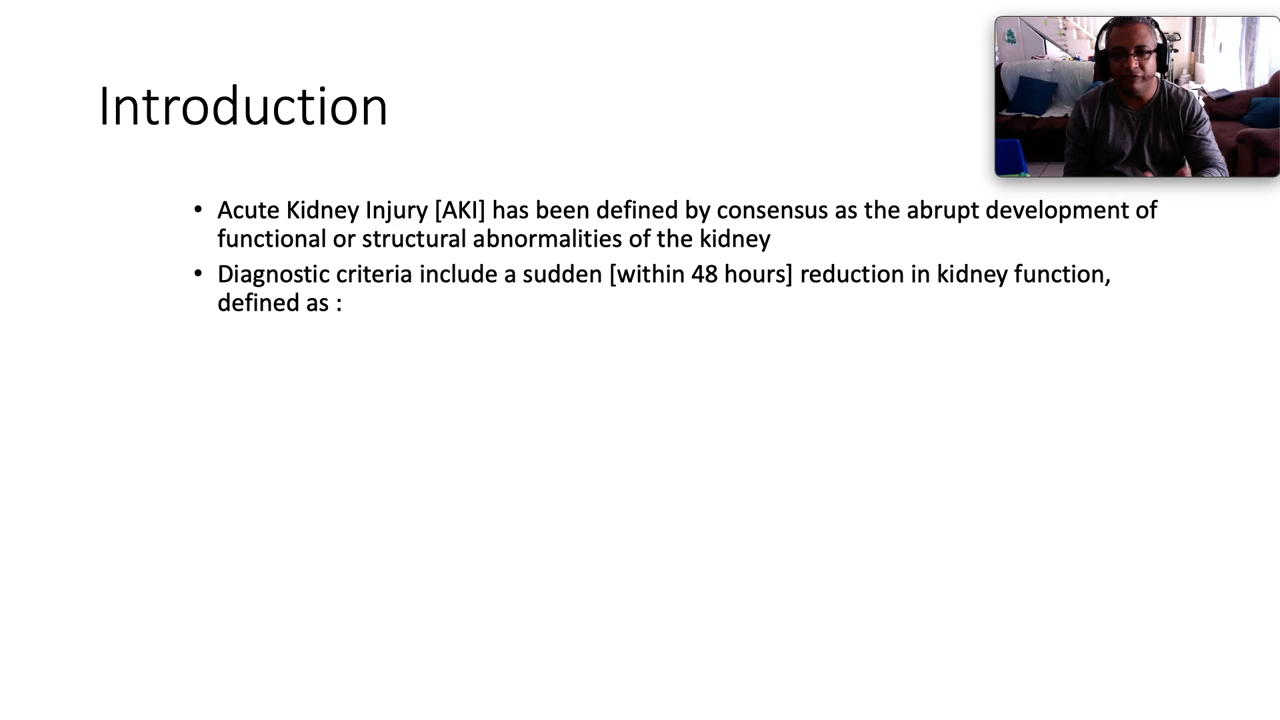 Introduction
• Acute Kidney Injury [AKI] has been defined by consensus as the abrupt development of
functional or structural abnormalities of the kidney
• Diagnostic criteria include a sudden [within 48 hours] reduction in kidney function,
defined as :